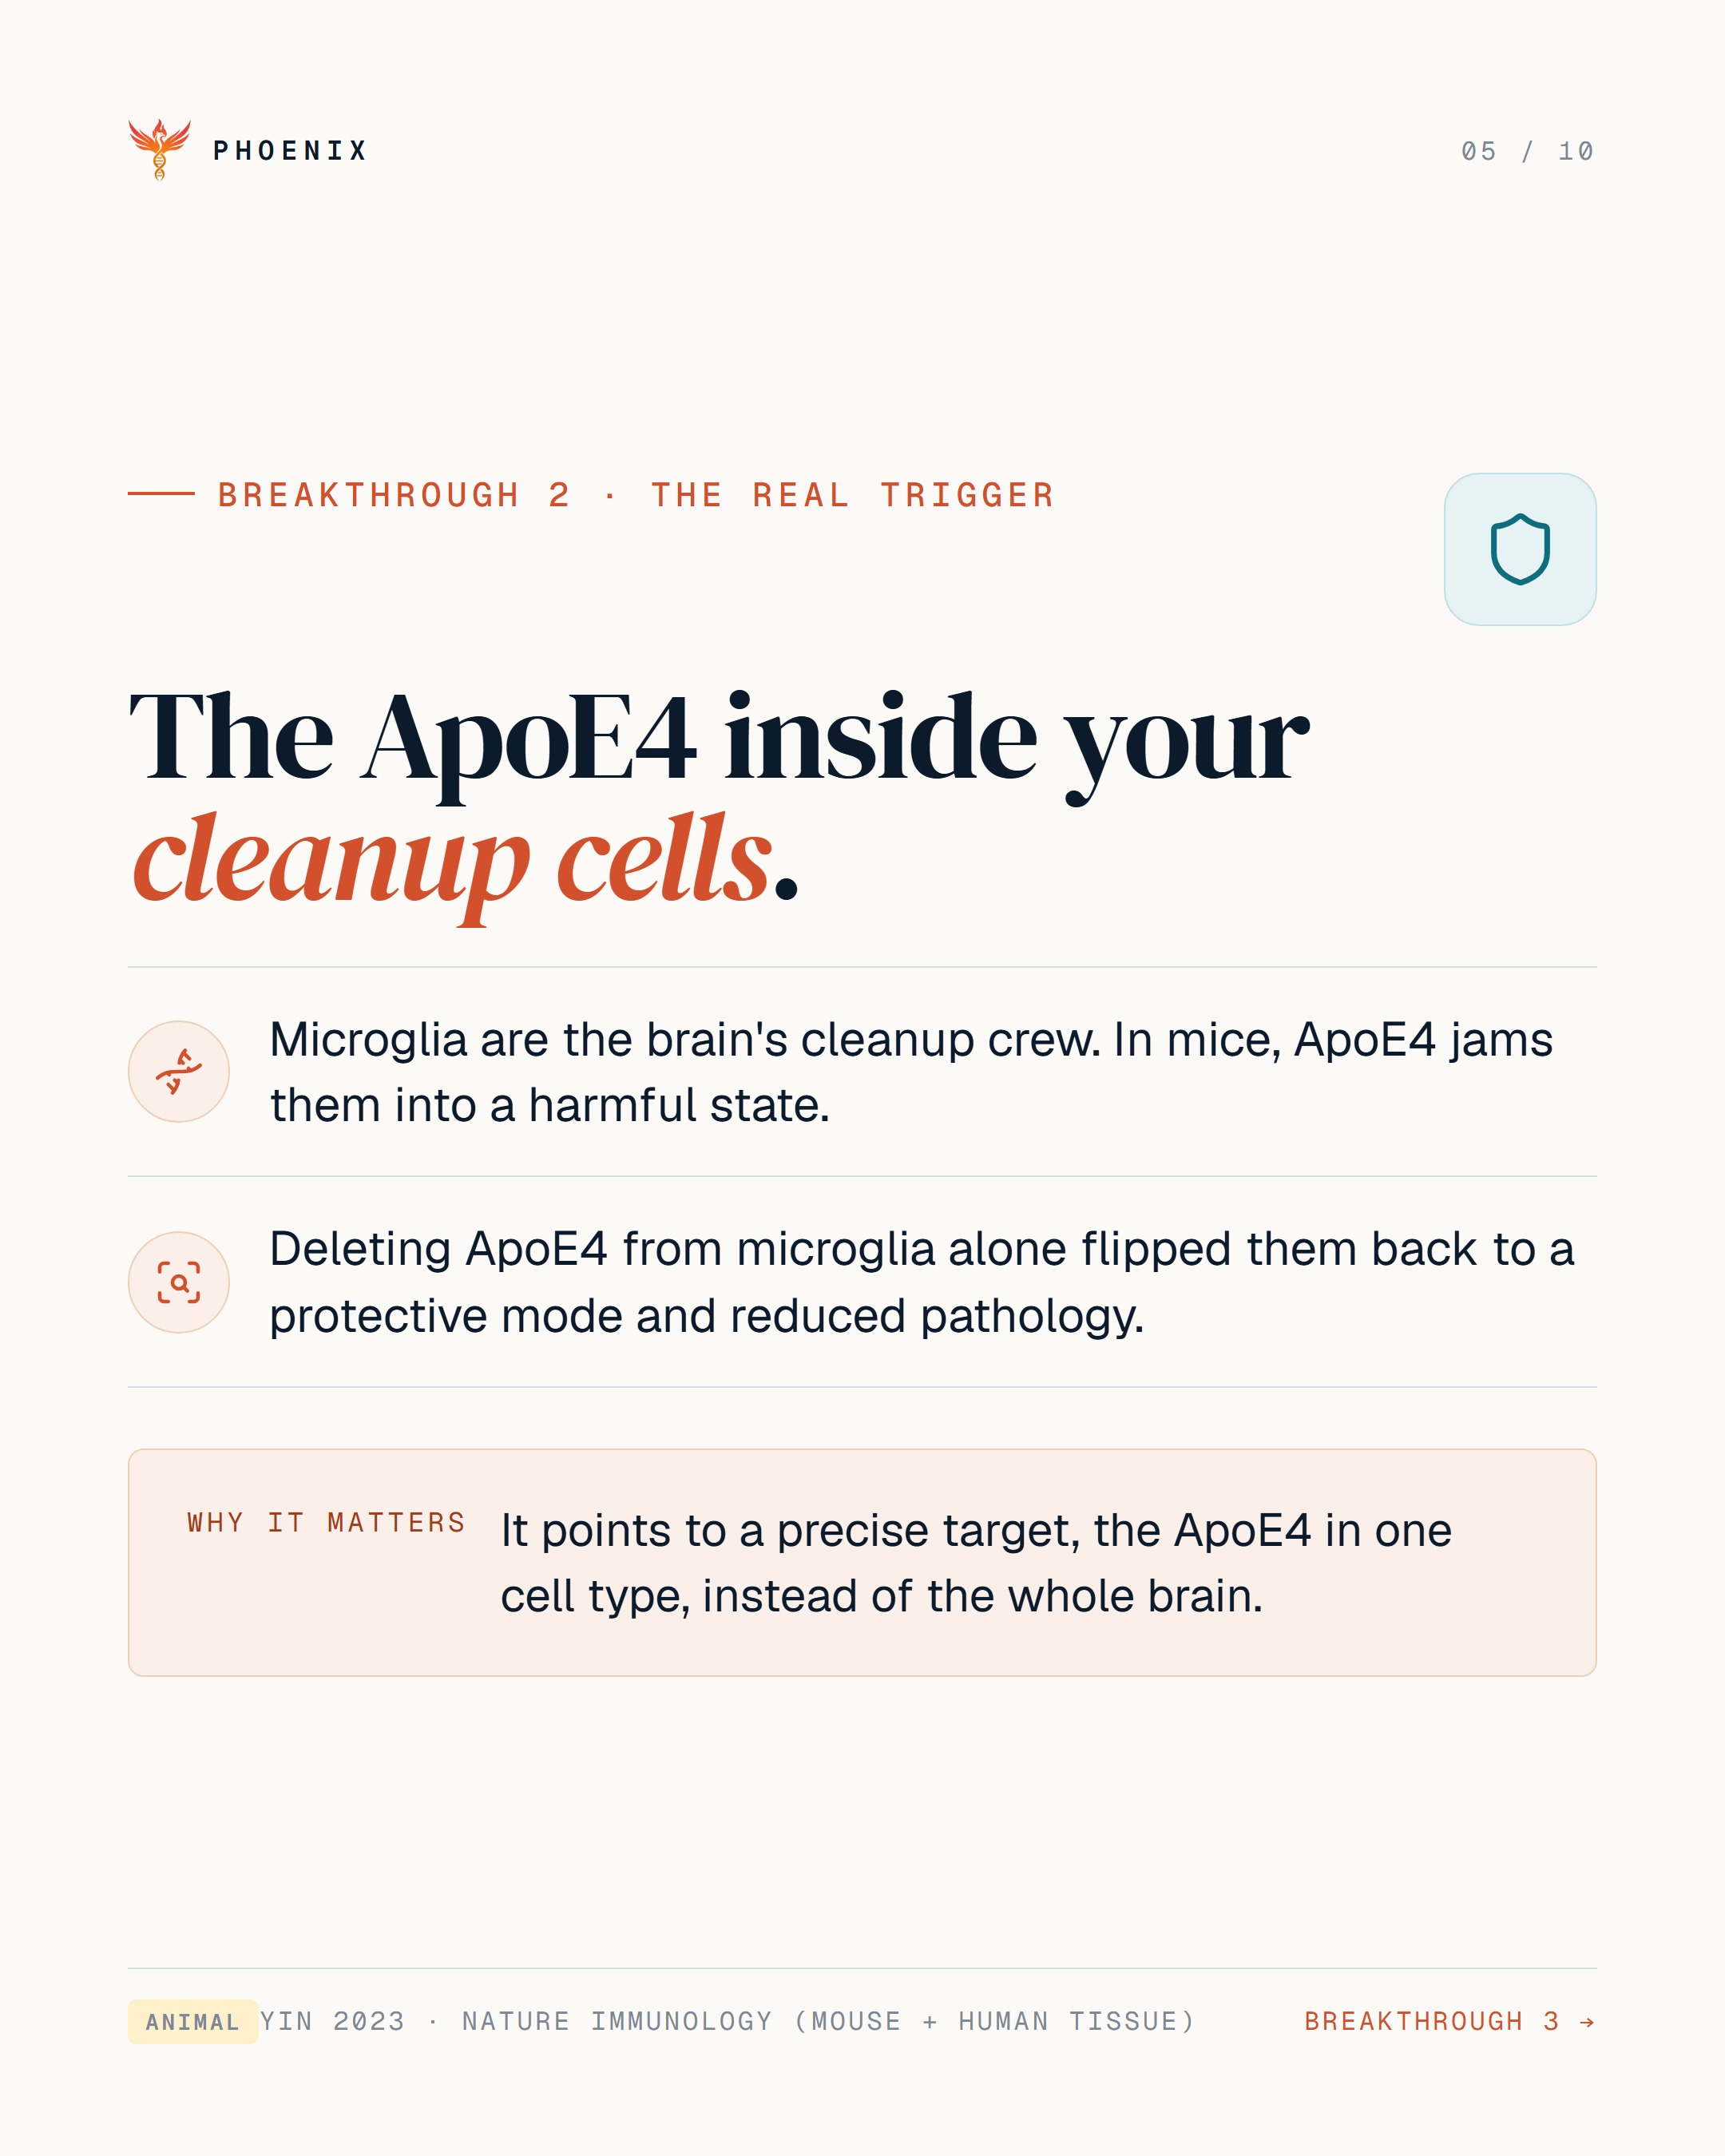 PHOENIX
05 / 10
BREAKTHROUGH 2 · THE REAL TRIGGER
The ApoE4 inside your
cleanup cells.
Microglia are the brain's cleanup crew. In mice, ApoE4 jams
them into a harmful state.
Deleting ApoE4 from microglia alone flipped them back to a
protective mode and reduced pathology.
WHY IT MATTERS
It points to a precise target, the ApoE4 in one
cell type, instead of the whole brain.
ANIMAL YIN 2023 · NATURE IMMUNOLOGY (MOUSE + HUMAN TISSUE)
BREAKTHROUGH 3 →